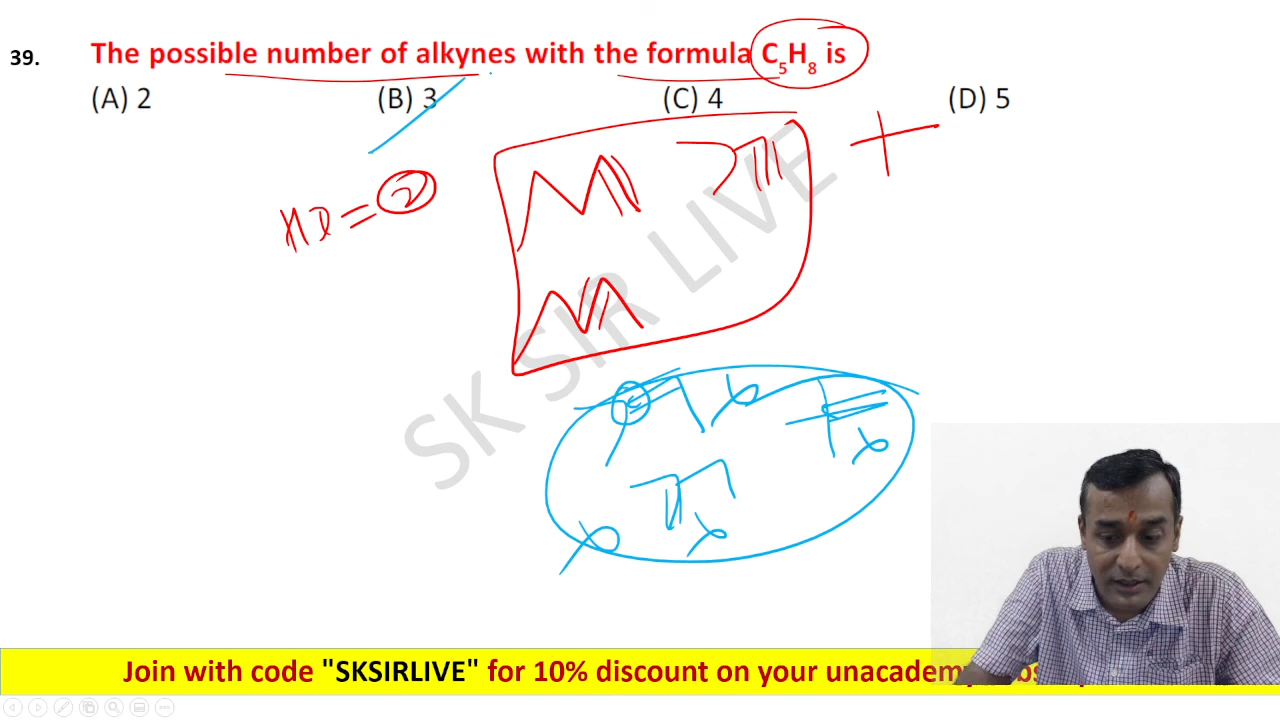 39. The possible number of alkynes with the formula C₅H₈ is
(A) 2 (B) 3 (C) 4 (D) 5
HD = 2
SK SIR LIVE
Join with code "SKSIRLIVE" for 10% discount on your unacademy